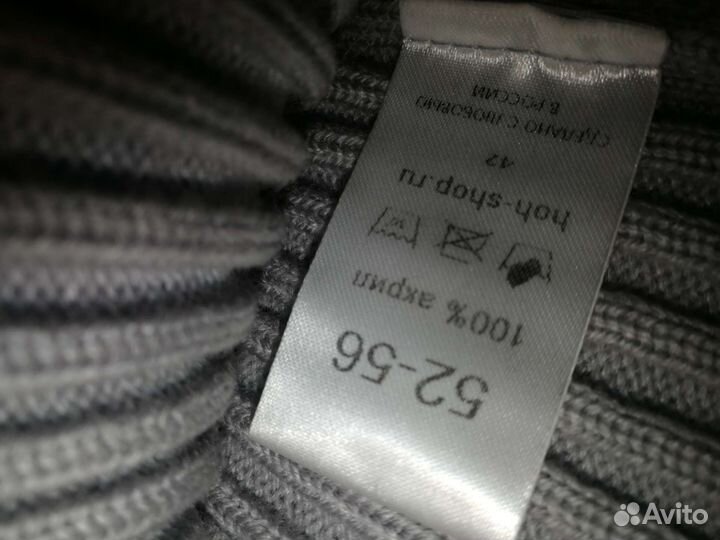 52-56
100% акрил
hoh-shop.ru
42
СДЕЛАНО С ЛЮБОВЬЮ
В РОССИИ
Avito